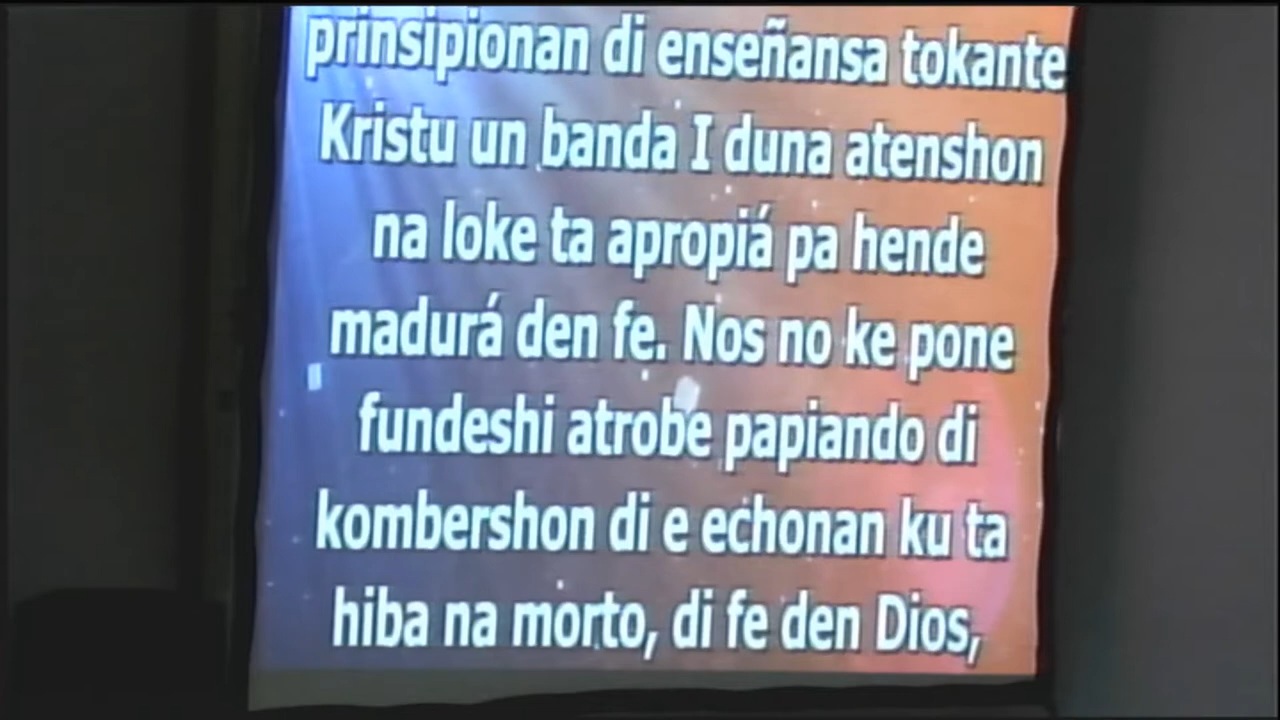 prinsipionan di enseñansa tokante
Kristu un banda I duna atenshon
na loke ta apropiá pa hende
madurá den fe. Nos no ke pone
fundeshi atrobe papiando di
kombershon di e echonan ku ta
hiba na morto, di fe den Dios,